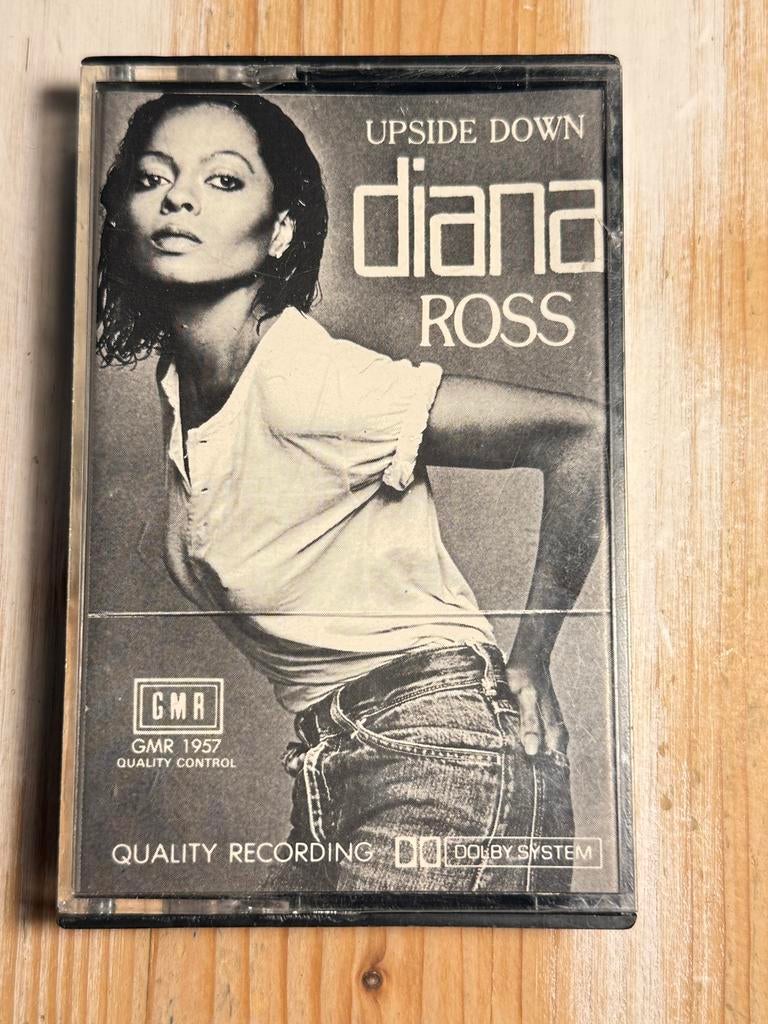 UPSIDE DOWN
diana
ROSS
GMR
GMR 1957
QUALITY CONTROL
QUALITY RECORDING DOLBY SYSTEM